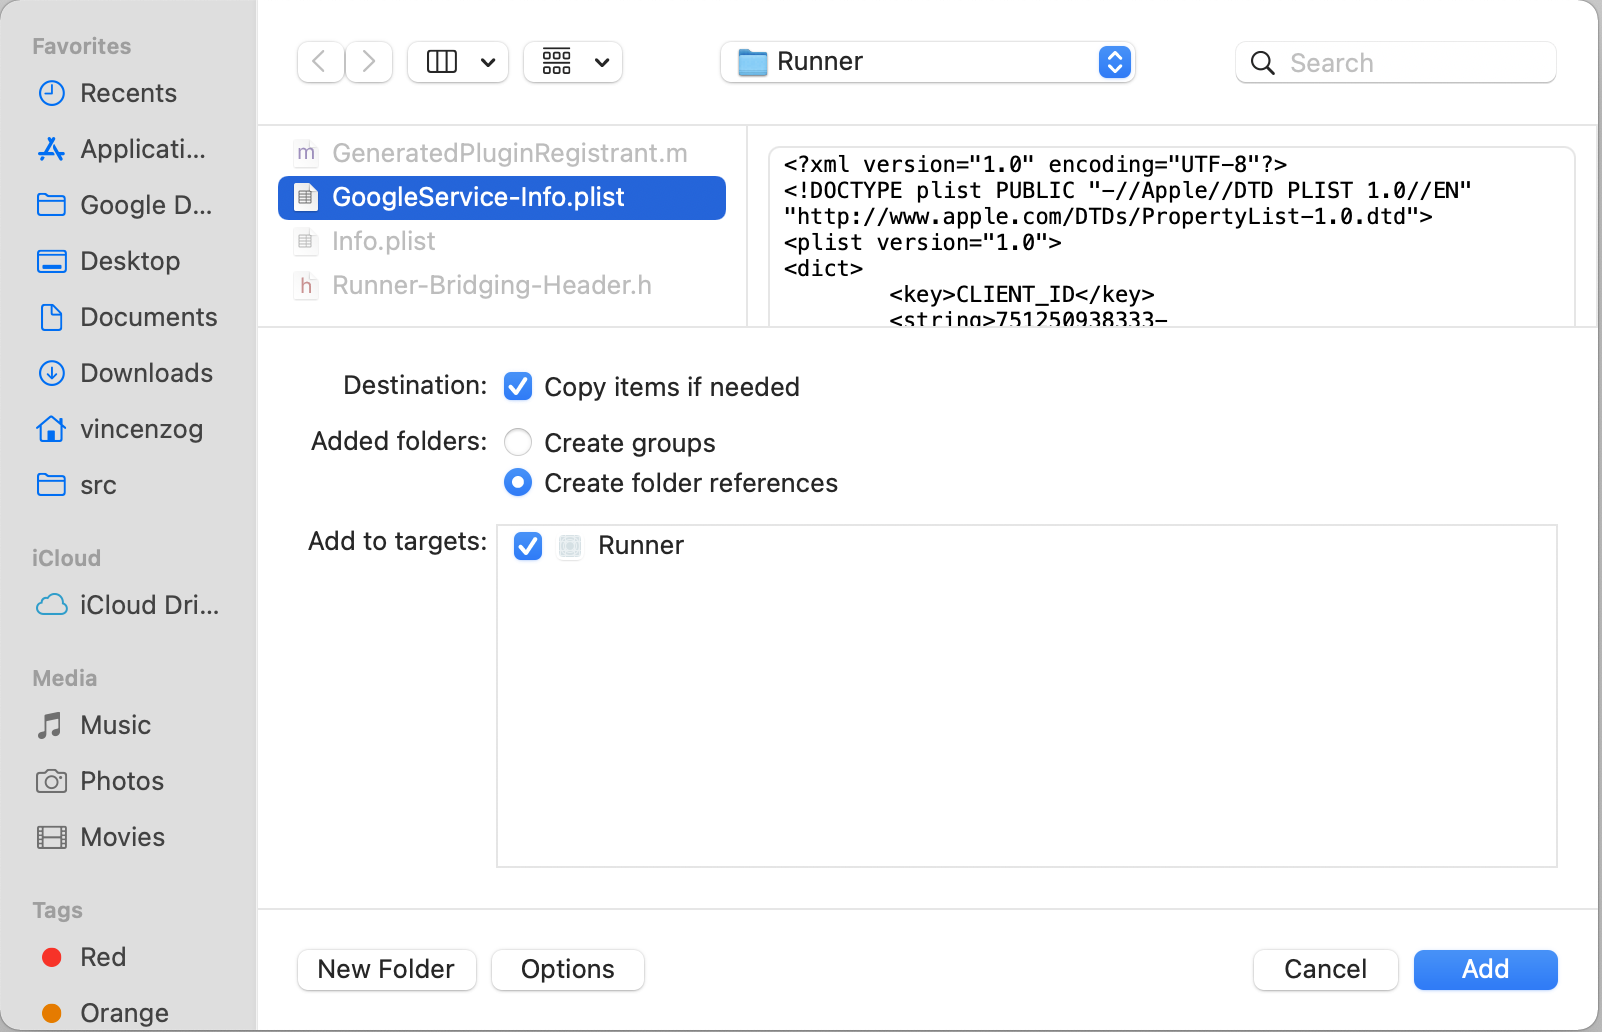 Favorites
Recents
Applicati...
Google D...
Desktop
Documents
Downloads
vincenzog
src
iCloud
iCloud Dri...
Media
Music
Photos
Movies
Tags
Red
Orange
Runner
Search
m GeneratedPluginRegistrant.m
GoogleService-Info.plist
Info.plist
h Runner-Bridging-Header.h
<?xml version="1.0" encoding="UTF-8"?>
<!DOCTYPE plist PUBLIC "-//Apple//DTD PLIST 1.0//EN"
"http://www.apple.com/DTDs/PropertyList-1.0.dtd">
<plist version="1.0">
<dict>
<key>CLIENT_ID</key>
<string>751250938333-
Destination: Copy items if needed
Added folders: Create groups
Create folder references
Add to targets: Runner
New Folder
Options
Cancel
Add